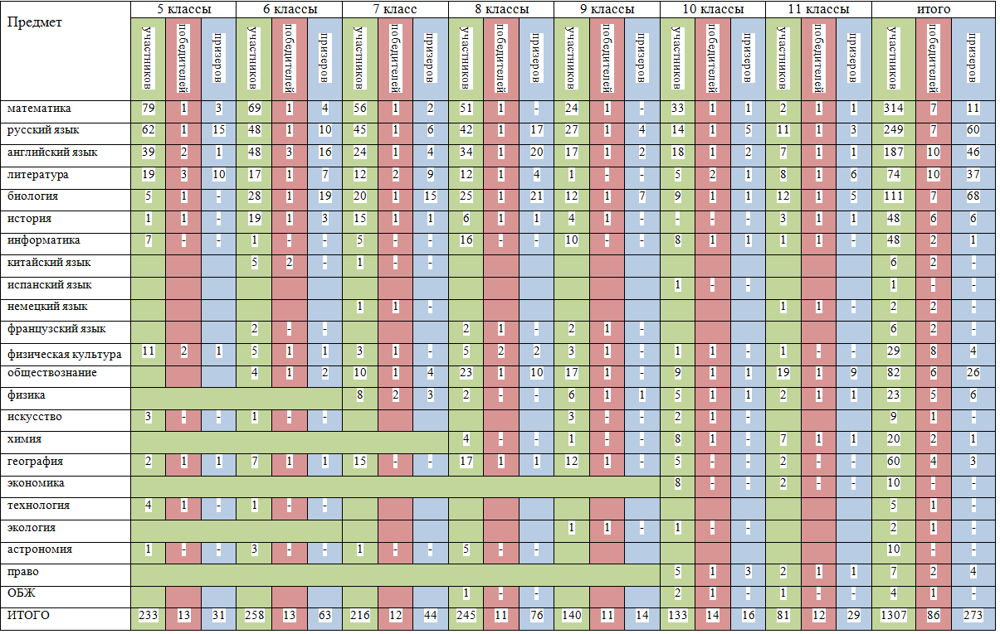 Предмет 5 классы 6 классы 7 класс 8 классы 9 классы 10 классы 11 классы итого
участников победителей призеров участников победителей призеров участников победителей призеров участников победителей призеров участников победителей призеров участников победителей призеров участников победителей призеров участников победителей призеров
математика 79 1 3 69 1 4 56 1 2 51 1 - 24 1 - 33 1 1 2 1 1 314 7 11
русский язык 62 1 15 48 1 10 45 1 6 42 1 17 27 1 4 14 1 5 11 1 3 249 7 60
английский язык 39 2 1 48 3 16 24 1 4 34 1 20 17 1 2 18 1 2 7 1 1 187 10 46
литература 19 3 10 17 1 7 12 2 9 12 1 4 1 - - 5 2 1 8 1 6 74 10 37
биология 5 1 - 28 1 19 20 1 15 25 1 21 12 1 7 9 1 1 12 1 5 111 7 68
история 1 1 - 19 1 3 15 1 1 6 1 1 4 1 - - - - 3 1 1 48 6 6
информатика 7 - - 1 - - 5 - - 16 - - 10 - - 8 1 1 1 1 - 48 2 1
китайский язык 5 2 - 1 - - 6 2 -
испанский язык 1 - - 1 - -
немецкий язык 1 1 - 1 1 - 2 2 -
французский язык 2 - - 2 1 - 2 1 - 6 2 -
физическая культура 11 2 1 5 1 1 3 1 - 5 2 2 3 1 - 1 1 - 1 - - 29 8 4
обществознание 4 1 2 10 1 4 23 1 10 17 1 - 9 1 1 19 1 9 82 6 26
физика 8 2 3 2 - - 6 1 1 5 1 1 2 1 1 23 5 6
искусство 3 - - 1 - - 3 - - 2 1 - 9 1 -
химия 4 - - 1 - - 8 1 - 7 1 1 20 2 1
география 2 1 1 7 1 1 15 - - 17 1 1 12 1 - 5 - - 2 - - 60 4 3
экономика 8 - - 2 - - 10 - -
технология 4 1 - 1 - - 5 1 -
экология 1 1 - 1 - - 2 1 -
астрономия 1 - - 3 - - 1 - - 5 - - 10 - -
право 5 1 3 2 1 1 7 2 4
ОБЖ 1 - - 2 1 - 1 - - 4 1 -
ИТОГО 233 13 31 258 13 63 216 12 44 245 11 76 140 11 14 133 14 16 81 12 29 1307 86 273